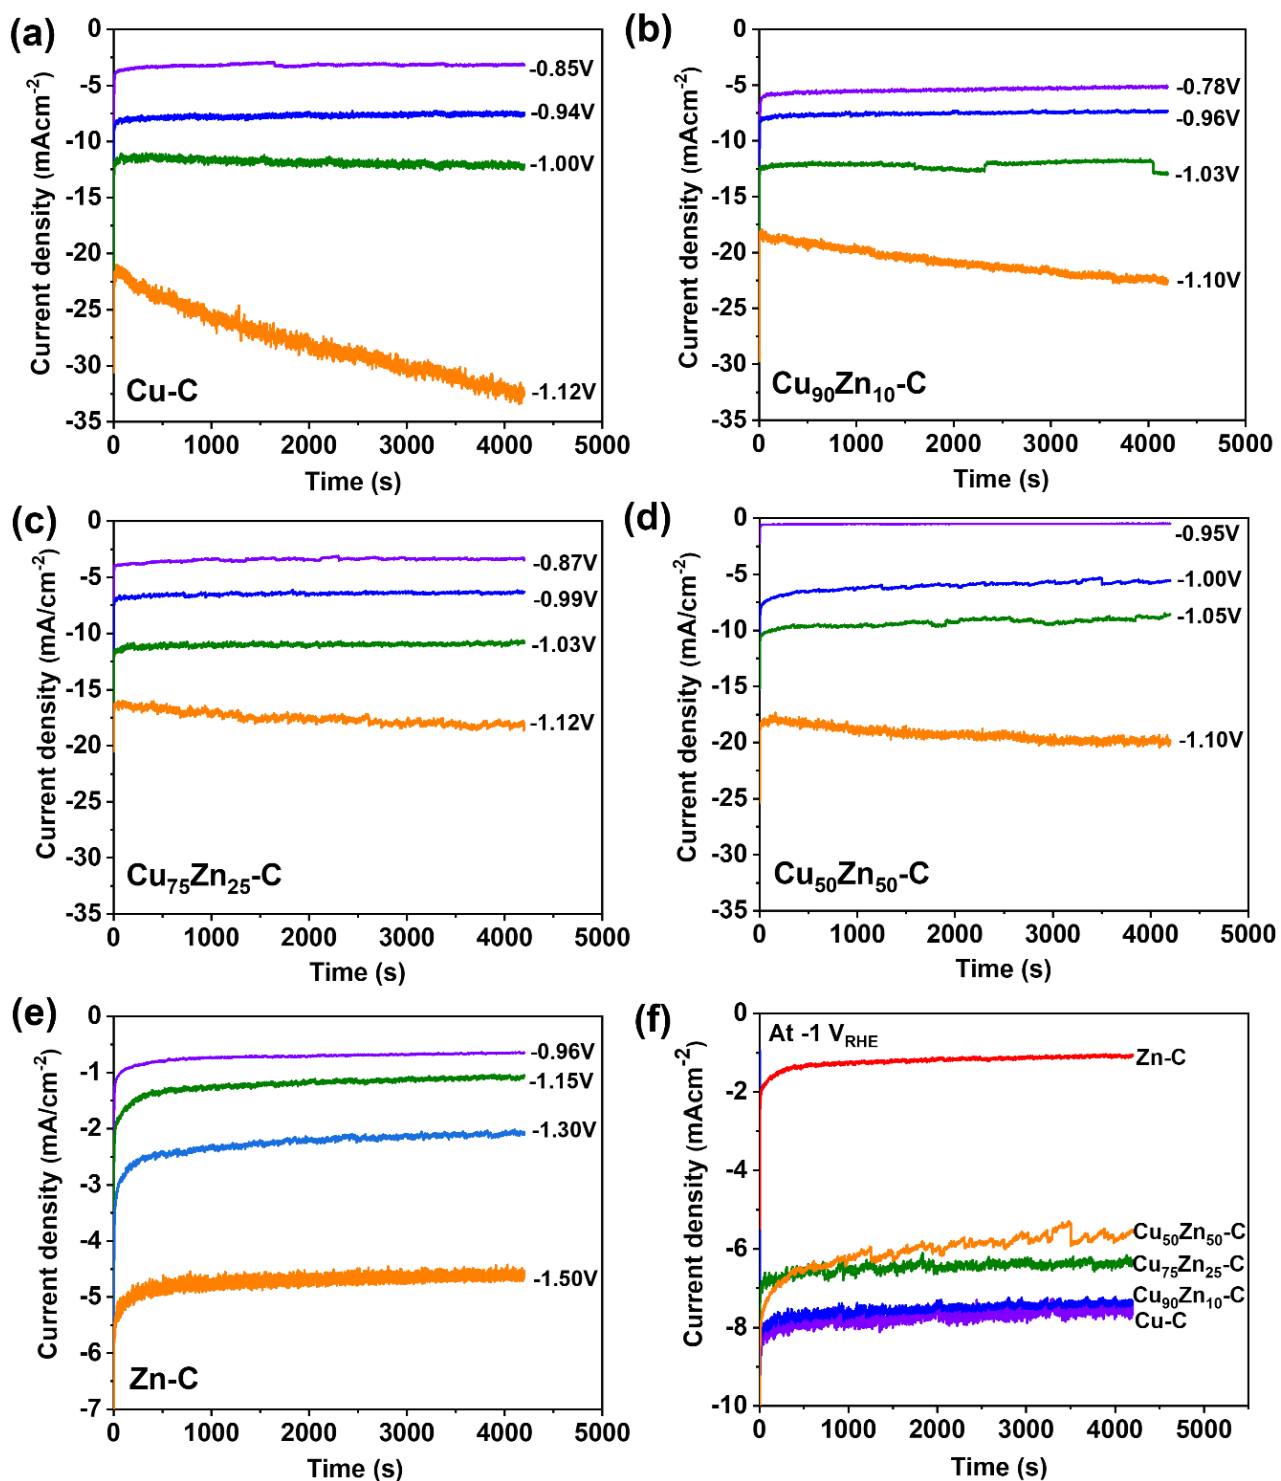 (a)
0
-5
-10
-15
-20
-25
-30
-35
Current density (mAcm⁻²)
-0.85V
-0.94V
-1.00V
-1.12V
Cu-C
0 1000 2000 3000 4000 5000
Time (s)
(b)
0
-5
-10
-15
-20
-25
-30
-35
Current density (mAcm⁻²)
-0.78V
-0.96V
-1.03V
-1.10V
Cu₉₀Zn₁₀-C
0 1000 2000 3000 4000 5000
Time (s)
(c)
0
-5
-10
-15
-20
-25
-30
-35
Current density (mA/cm⁻²)
-0.87V
-0.99V
-1.03V
-1.12V
Cu₇₅Zn₂₅-C
0 1000 2000 3000 4000 5000
Time (s)
(d)
0
-5
-10
-15
-20
-25
-30
-35
Current density (mA/cm⁻²)
-0.95V
-1.00V
-1.05V
-1.10V
Cu₅₀Zn₅₀-C
0 1000 2000 3000 4000 5000
Time (s)
(e)
0
-1
-2
-3
-4
-5
-6
-7
Current density (mA/cm⁻²)
-0.96V
-1.15V
-1.30V
-1.50V
Zn-C
0 1000 2000 3000 4000 5000
Time (s)
(f)
0
-2
-4
-6
-8
-10
Current density (mAcm⁻²)
At -1 V_RHE
Zn-C
Cu₅₀Zn₅₀-C
Cu₇₅Zn₂₅-C
Cu₉₀Zn₁₀-C
Cu-C
0 1000 2000 3000 4000 5000
Time (s)